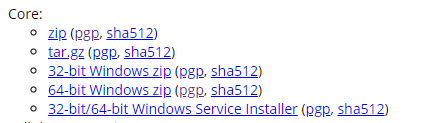 Core:
zip (pgp, sha512)
tar.gz (pgp, sha512)
32-bit Windows zip (pgp, sha512)
64-bit Windows zip (pgp, sha512)
32-bit/64-bit Windows Service Installer (pgp, sha512)